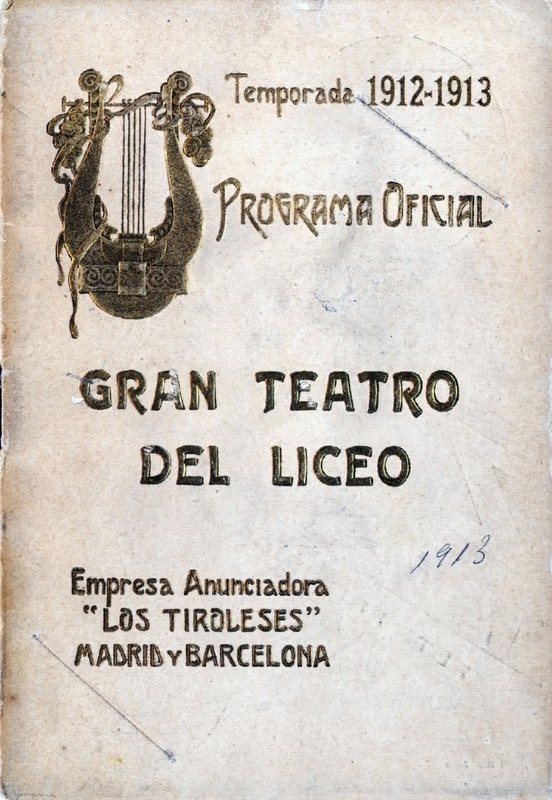 Temporada 1912-1913
PROGRAMA OFICIAL
GRAN TEATRO
DEL LICEO
1913
Empresa Anunciadora
"LOS TIROLESES"
MADRID Y BARCELONA